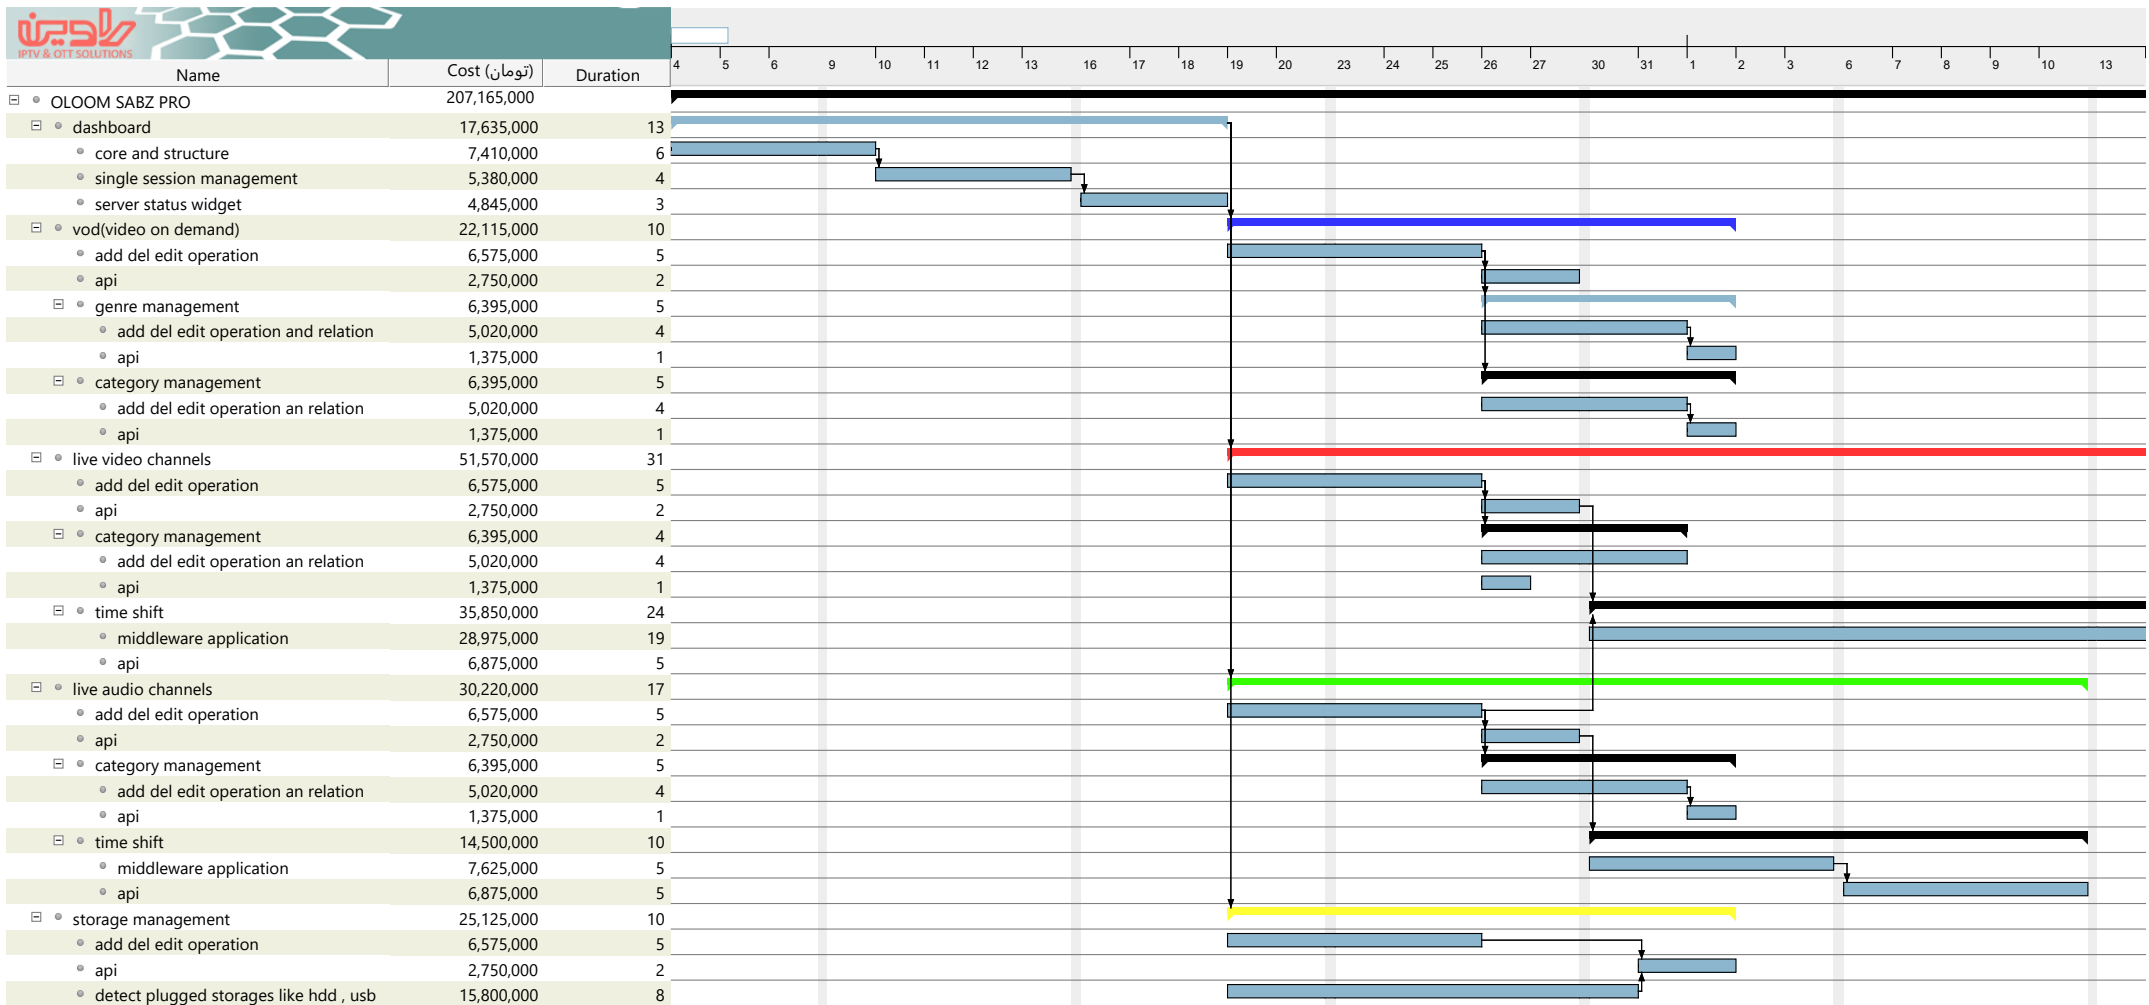 رادین
IPTV & OTT SOLUTIONS
4 5 6 9 10 11 12 13 16 17 18 19 20 23 24 25 26 27 30 31 1 2 3 6 7 8 9 10 13
Name Cost (تومان) Duration
OLOOM SABZ PRO 207,165,000
dashboard 17,635,000 13
core and structure 7,410,000 6
single session management 5,380,000 4
server status widget 4,845,000 3
vod(video on demand) 22,115,000 10
add del edit operation 6,575,000 5
api 2,750,000 2
genre management 6,395,000 5
add del edit operation and relation 5,020,000 4
api 1,375,000 1
category management 6,395,000 5
add del edit operation an relation 5,020,000 4
api 1,375,000 1
live video channels 51,570,000 31
add del edit operation 6,575,000 5
api 2,750,000 2
category management 6,395,000 4
add del edit operation an relation 5,020,000 4
api 1,375,000 1
time shift 35,850,000 24
middleware application 28,975,000 19
api 6,875,000 5
live audio channels 30,220,000 17
add del edit operation 6,575,000 5
api 2,750,000 2
category management 6,395,000 5
add del edit operation an relation 5,020,000 4
api 1,375,000 1
time shift 14,500,000 10
middleware application 7,625,000 5
api 6,875,000 5
storage management 25,125,000 10
add del edit operation 6,575,000 5
api 2,750,000 2
detect plugged storages like hdd , usb 15,800,000 8